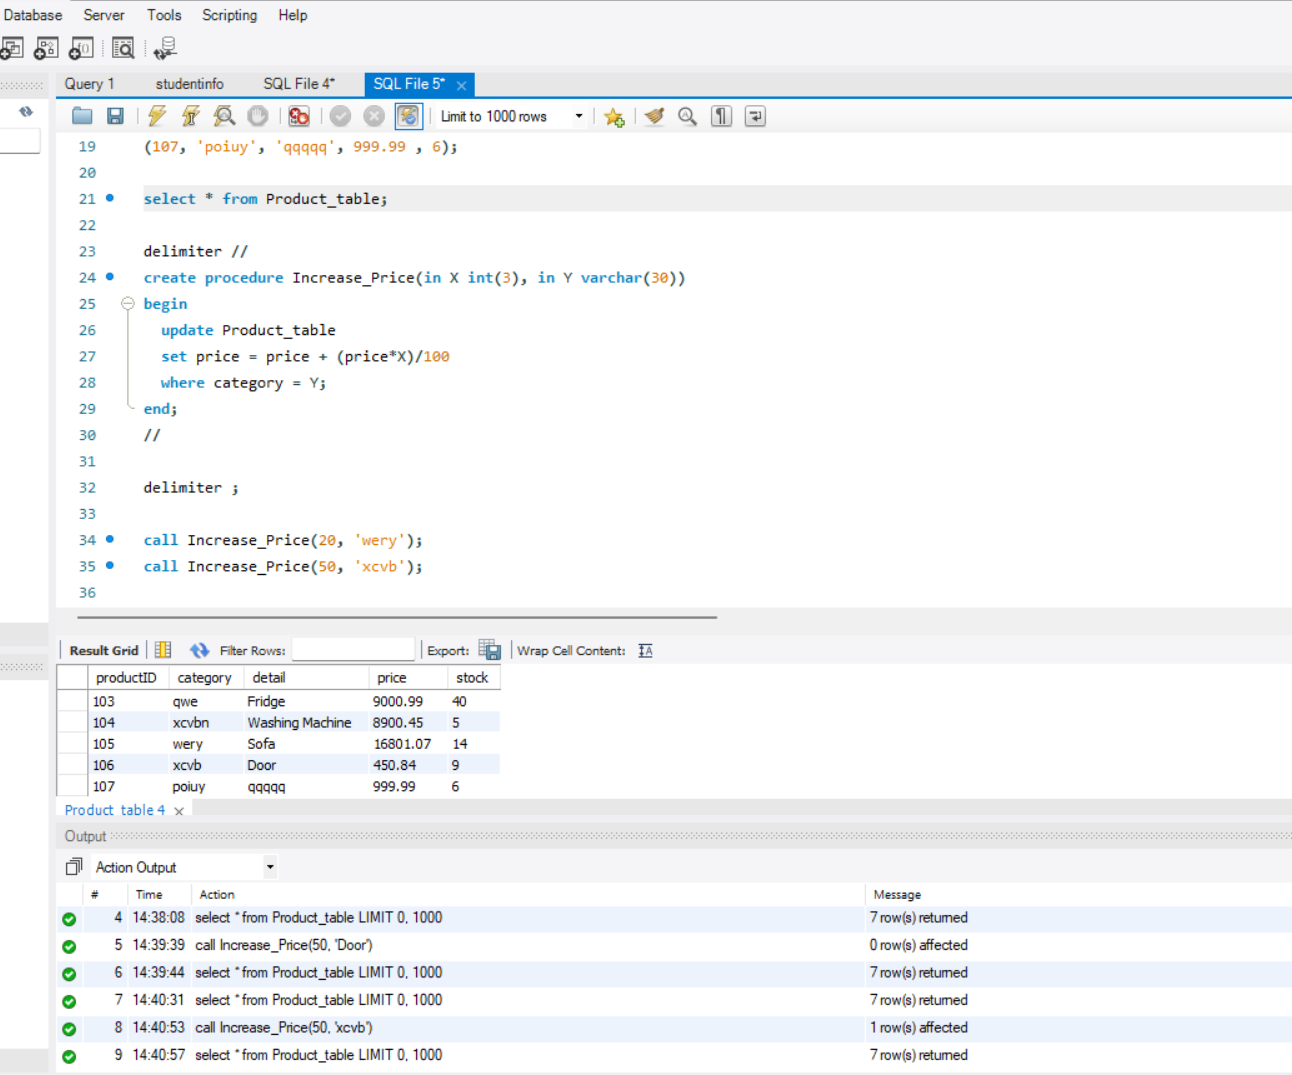 Database Server Tools Scripting Help
Query 1 studentinfo SQL File 4* SQL File 5*
Limit to 1000 rows
19 (107, 'poiuy', 'qqqqq', 999.99 , 6);
20
21 select * from Product_table;
22
23 delimiter //
24 create procedure Increase_Price(in X int(3), in Y varchar(30))
25 begin
26 update Product_table
27 set price = price + (price*X)/100
28 where category = Y;
29 end;
30 //
31
32 delimiter ;
33
34 call Increase_Price(20, 'wery');
35 call Increase_Price(50, 'xcvb');
36
Result Grid Filter Rows: Export: Wrap Cell Content:
productID category detail price stock
103 qwe Fridge 9000.99 40
104 xcvbn Washing Machine 8900.45 5
105 wery Sofa 16801.07 14
106 xcvb Door 450.84 9
107 poiuy qqqqq 999.99 6
Product_table 4
Output
Action Output
# Time Action Message
4 14:38:08 select * from Product_table LIMIT 0, 1000 7 row(s) returned
5 14:39:39 call Increase_Price(50, 'Door') 0 row(s) affected
6 14:39:44 select * from Product_table LIMIT 0, 1000 7 row(s) returned
7 14:40:31 select * from Product_table LIMIT 0, 1000 7 row(s) returned
8 14:40:53 call Increase_Price(50, 'xcvb') 1 row(s) affected
9 14:40:57 select * from Product_table LIMIT 0, 1000 7 row(s) returned